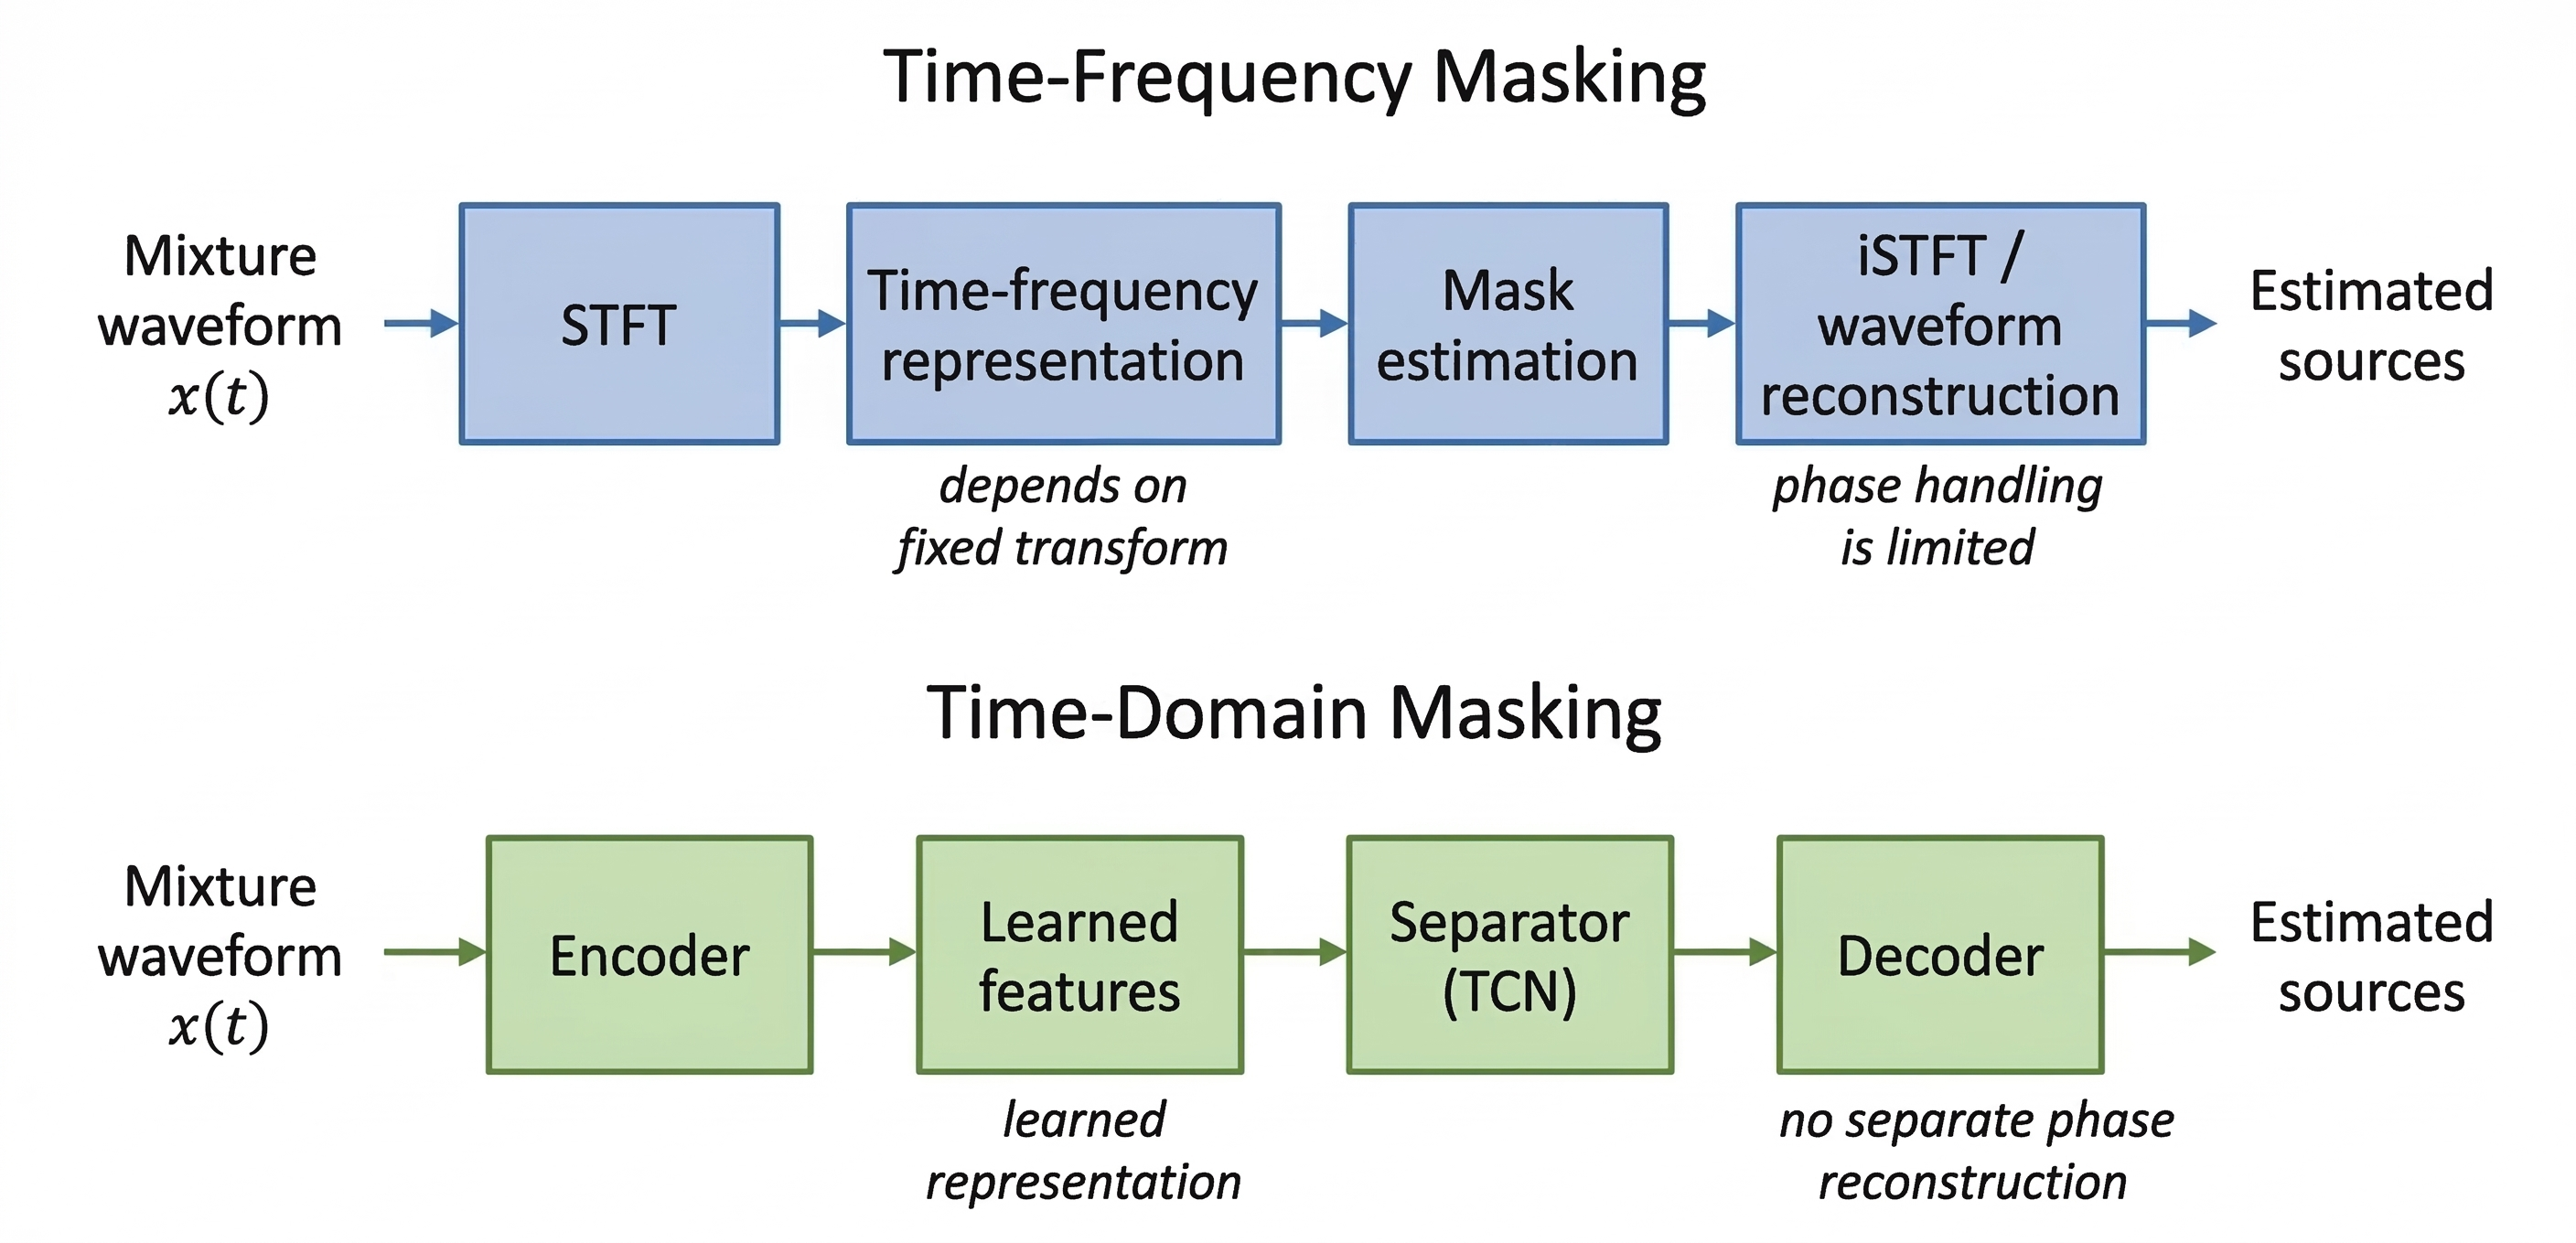 Time-Frequency Masking
Mixture
waveform
x(t)
STFT
Time-frequency
representation
Mask
estimation
iSTFT /
waveform
reconstruction
Estimated
sources
depends on
fixed transform
phase handling
is limited
Time-Domain Masking
Mixture
waveform
x(t)
Encoder
Learned
features
Separator
(TCN)
Decoder
Estimated
sources
learned
representation
no separate phase
reconstruction